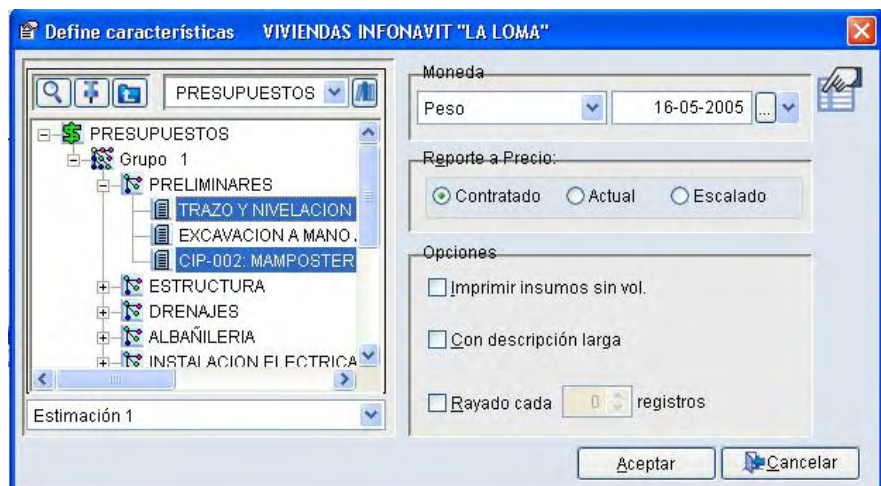 Define características VIVIENDAS INFONAVIT "LA LOMA"
PRESUPUESTOS
PRESUPUESTOS
Grupo 1
PRELIMINARES
TRAZO Y NIVELACION
EXCAVACION A MANO .
CIP-002: MAMPOSTER
ESTRUCTURA
DRENAJES
ALBAÑILERIA
INSTALACION ELECTRICA
Estimación 1
Moneda
Peso 16-05-2005 ...
Reporte a Precio:
Contratado Actual Escalado
Opciones
Imprimir insumos sin vol.
Con descripción larga
Rayado cada 0 registros
Aceptar Cancelar